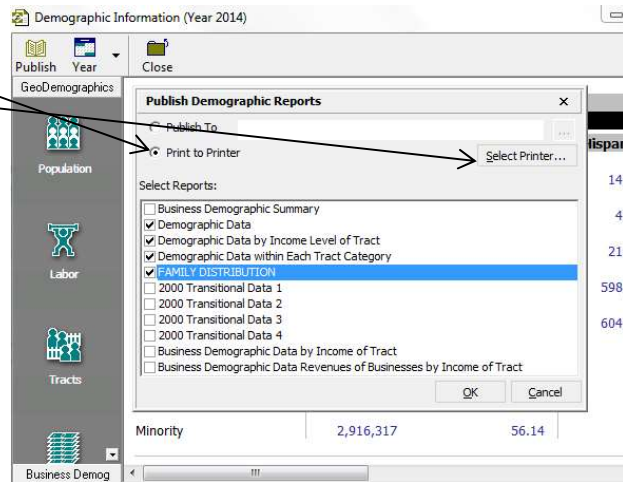 Demographic Information (Year 2014)
Publish Year Close
GeoDemographics
Population
Labor
Tracts
Business Demog
Publish Demographic Reports
Publish To
...
Print to Printer
Select Printer...
Select Reports:
Business Demographic Summary
Demographic Data
Demographic Data by Income Level of Tract
Demographic Data within Each Tract Category
FAMILY DISTRIBUTION
2000 Transitional Data 1
2000 Transitional Data 2
2000 Transitional Data 3
2000 Transitional Data 4
Business Demographic Data by Income of Tract
Business Demographic Data Revenues of Businesses by Income of Tract
OK Cancel
Hispan
14
4
21
598
604
Minority 2,916,317 56.14